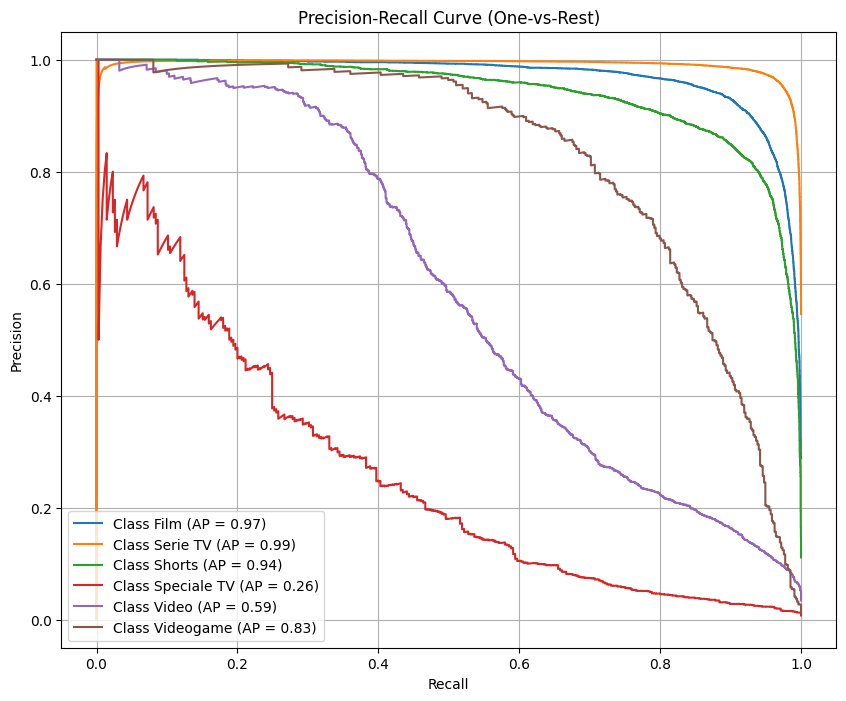 Precision-Recall Curve (One-vs-Rest)
1.0
0.8
0.6
0.4
0.2
0.0
Precision
Class Film (AP = 0.97)
Class Serie TV (AP = 0.99)
Class Shorts (AP = 0.94)
Class Speciale TV (AP = 0.26)
Class Video (AP = 0.59)
Class Videogame (AP = 0.83)
0.0 0.2 0.4 0.6 0.8 1.0
Recall